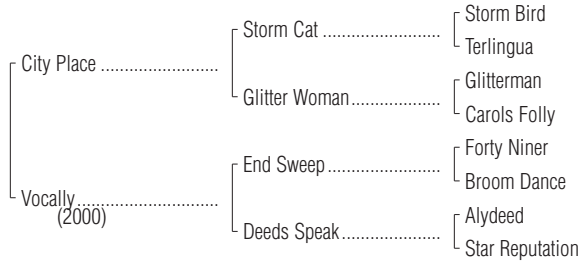 Storm Bird
Storm Cat ..........................
Terlingua
City Place ..........................
Glitterman
Glitter Woman....................
Carols Folly
Forty Niner
End Sweep.........................
Broom Dance
Vocally...............................
(2000)
Alydeed
Deeds Speak......................
Star Reputation